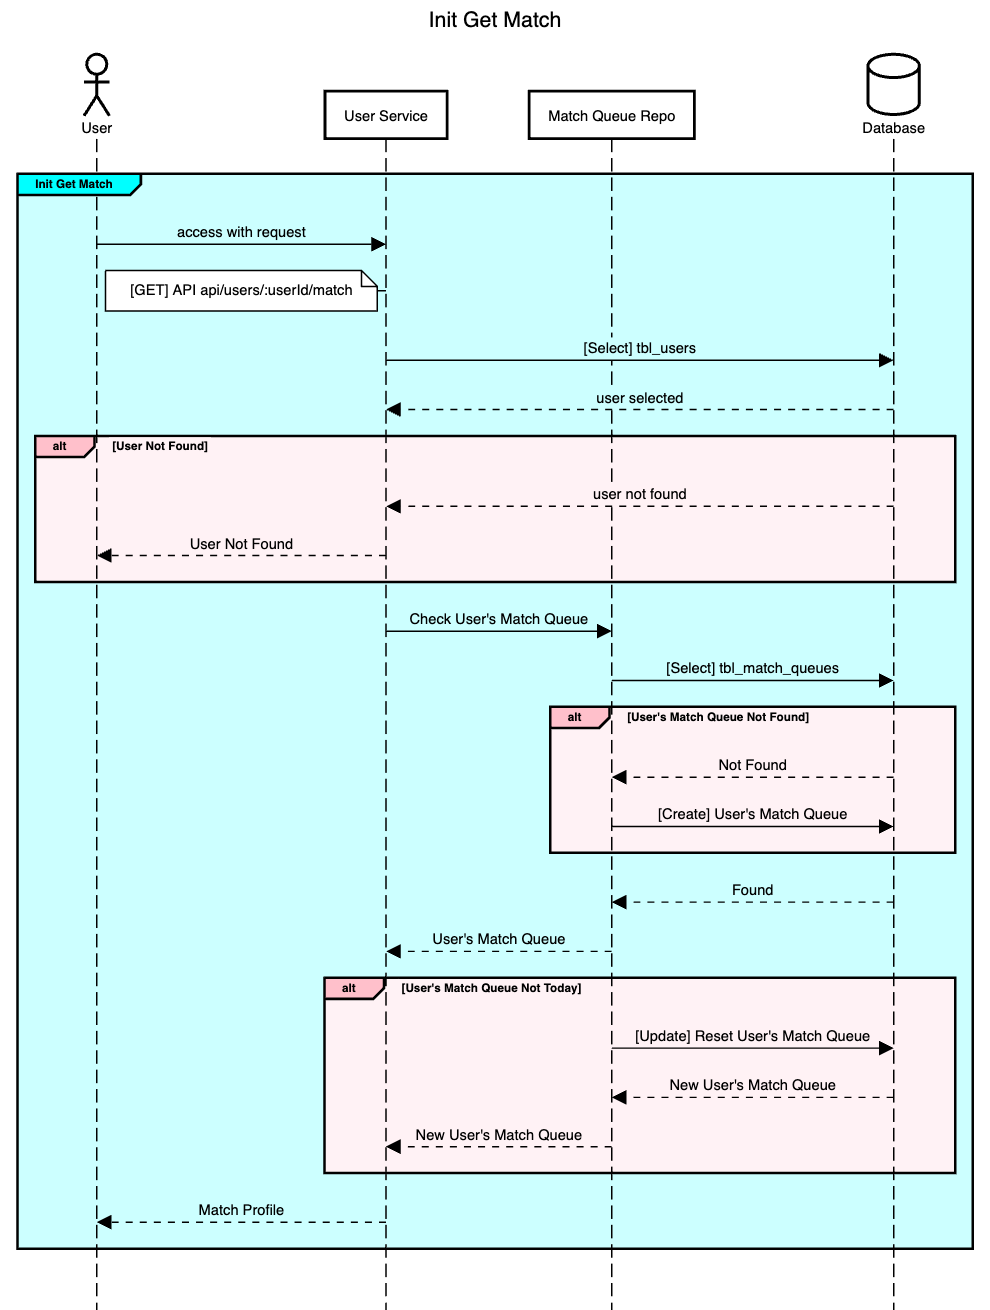 Init Get Match
User
User Service
Match Queue Repo
Database
Init Get Match
access with request
[GET] API api/users/:userId/match
[Select] tbl_users
user selected
alt
[User Not Found]
user not found
User Not Found
Check User's Match Queue
[Select] tbl_match_queues
alt
[User's Match Queue Not Found]
Not Found
[Create] User's Match Queue
Found
User's Match Queue
alt
[User's Match Queue Not Today]
[Update] Reset User's Match Queue
New User's Match Queue
New User's Match Queue
Match Profile